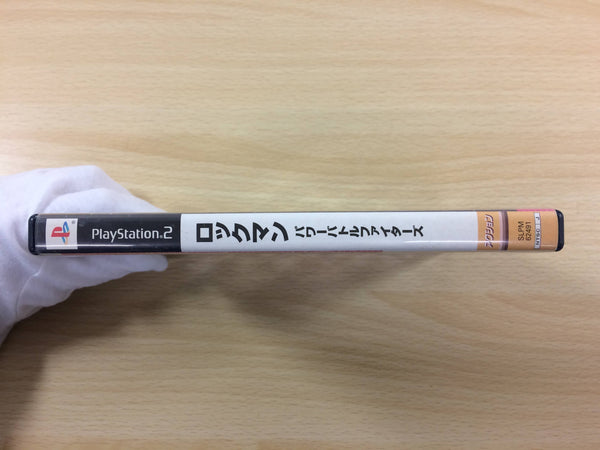 PlayStation®2
ロックマン
パワーバトルファイターズ
アクション
SLPM
62491